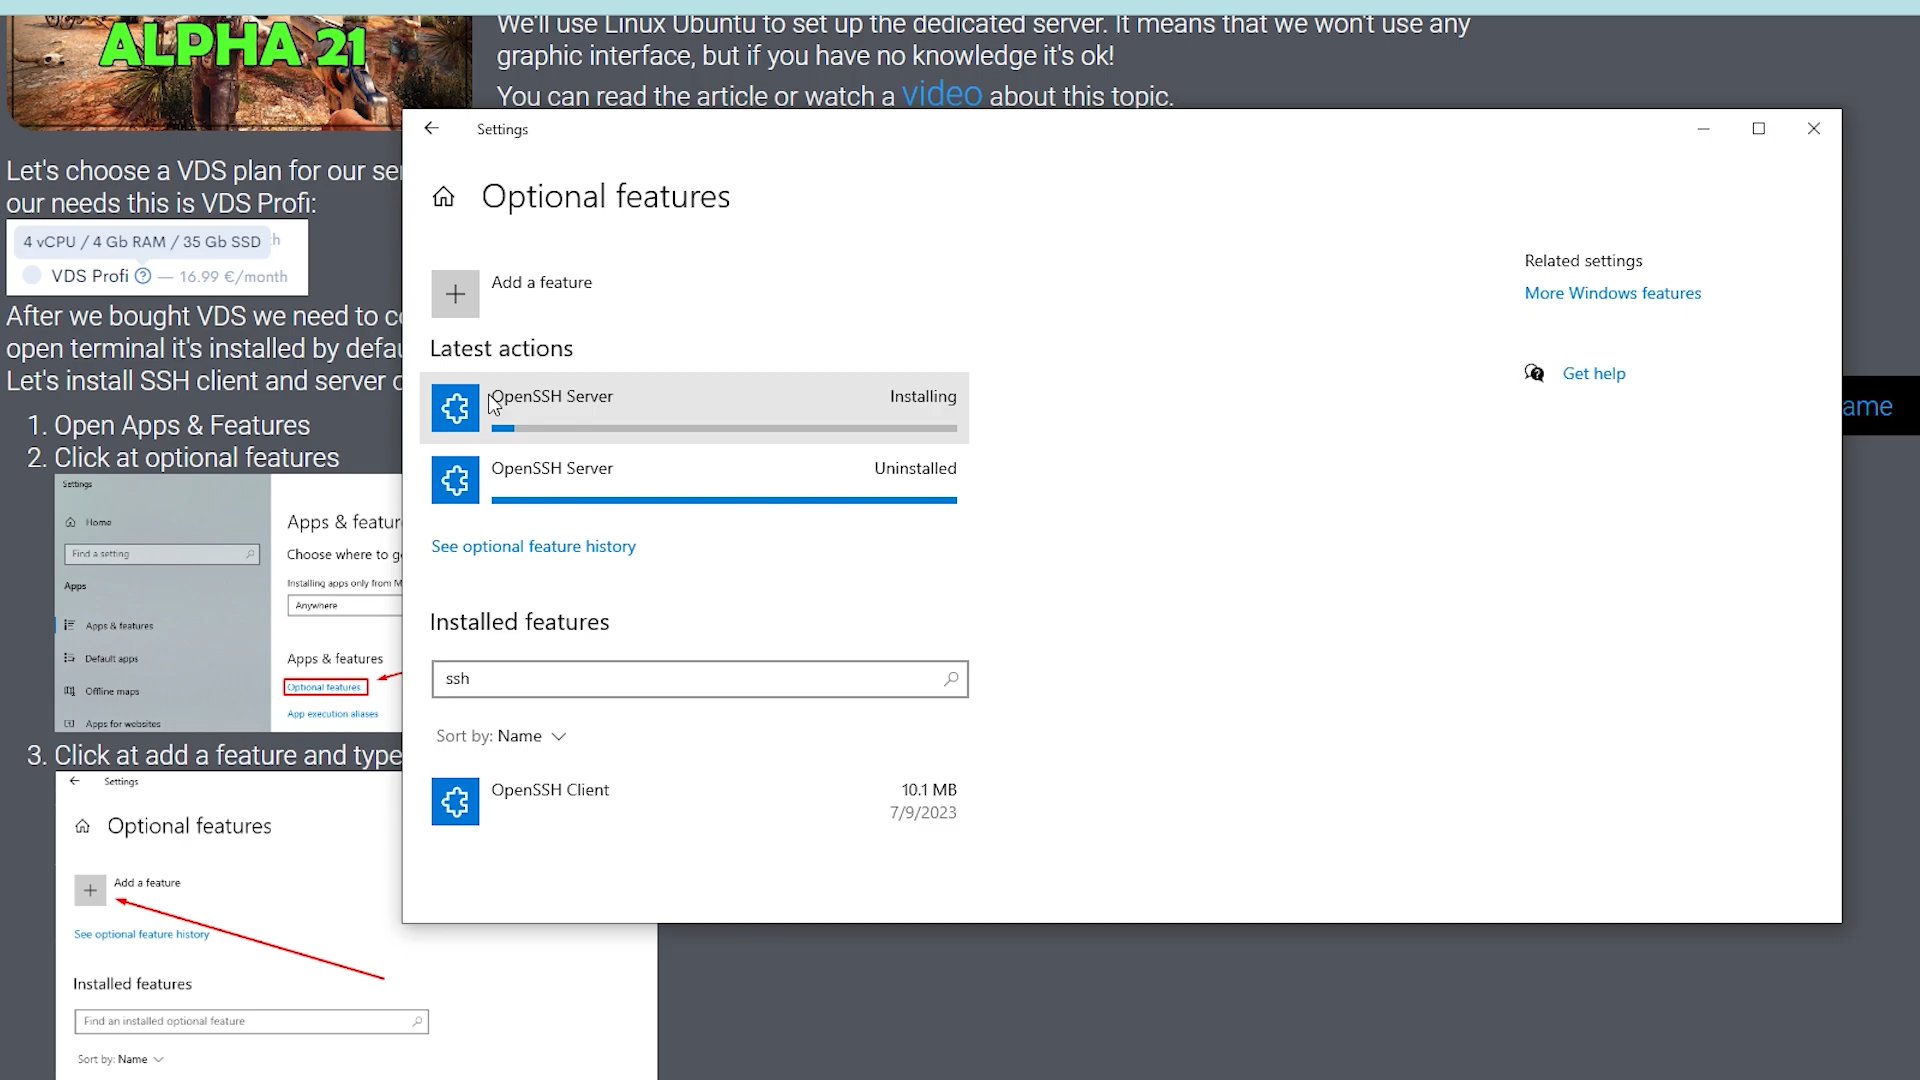 ALPHA 21
We'll use Linux Ubuntu to set up the dedicated server. It means that we won't use any
graphic interface, but if you have no knowledge it's ok!
You can read the article or watch a video about this topic.
Let's choose a VDS plan for our
our needs this is VDS Profi:
4 vCPU / 4 Gb RAM / 35 Gb SSD
VDS Profi — 16.99 €/month
After we bought VDS we need to
open terminal it's installed by
Let's install SSH client and server
1. Open Apps & Features
2. Click at optional features
Settings
Home
Find a setting
Apps
Apps & features
Default apps
Offline maps
Apps for websites
Apps &
Choose where to
Installing apps only from
Anywhere
Apps & features
Optional features
App execution aliases
3. Click at add a feature and type
Settings
Optional features
Add a feature
See optional feature history
Installed features
Find an installed optional feature
Sort by: Name
Settings
Optional features
Add a feature
Latest actions
OpenSSH Server Installing
OpenSSH Server Uninstalled
See optional feature history
Installed features
ssh
Sort by: Name
OpenSSH Client 10.1 MB
7/9/2023
Related settings
More Windows features
Get help
ame